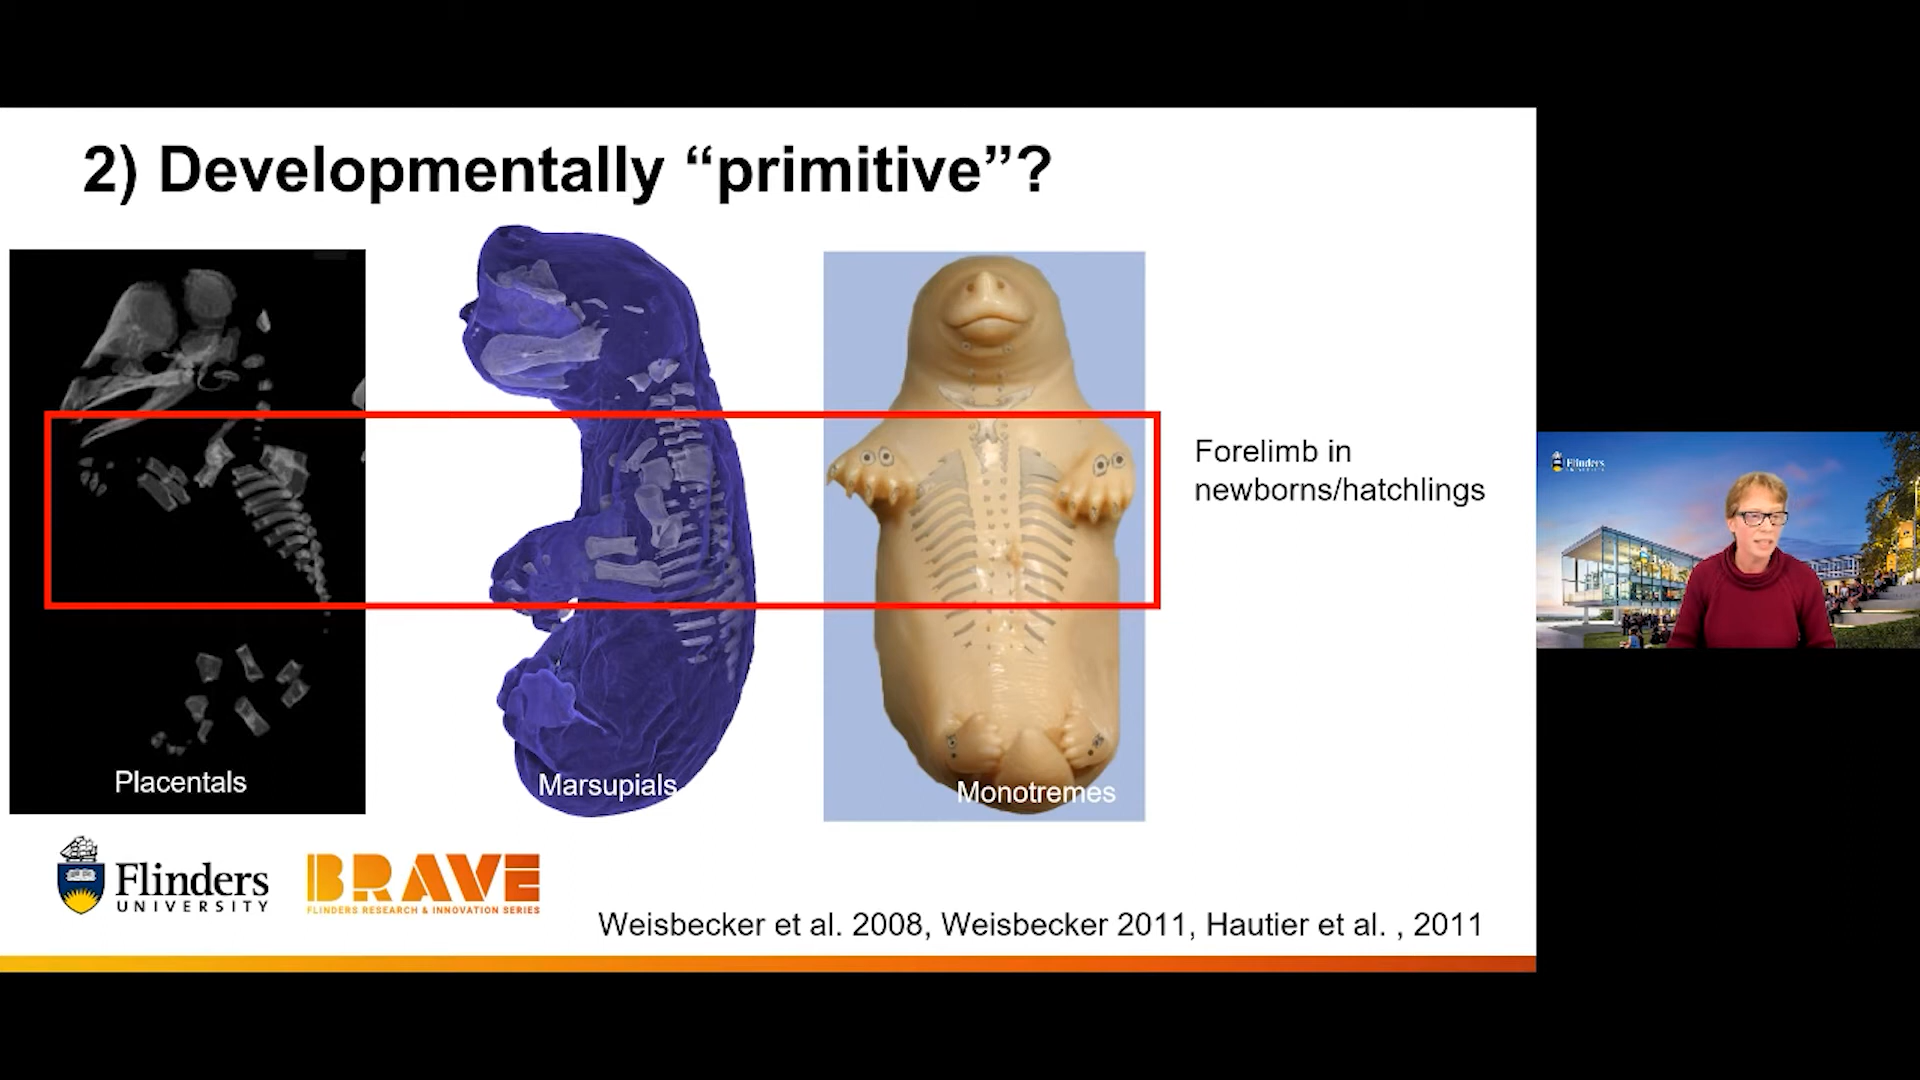 2) Developmentally “primitive”?
Forelimb in
newborns/hatchlings
Placentals
Marsupials
Monotremes
Flinders
UNIVERSITY
BRAVE
FLINDERS RESEARCH & INNOVATION SERIES
Weisbecker et al. 2008, Weisbecker 2011, Hautier et al. , 2011
Flinders